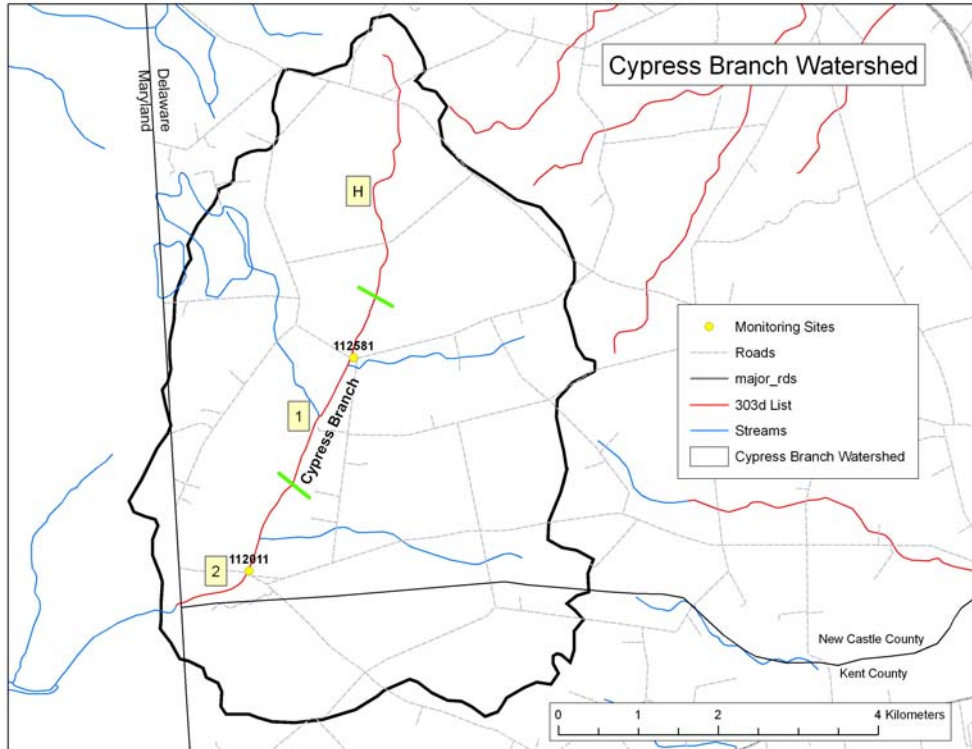 Cypress Branch Watershed
Delaware
Maryland
H
112581
1
Cypress Branch
2
112011
Monitoring Sites
Roads
major_rds
303d List
Streams
Cypress Branch Watershed
New Castle County
Kent County
0 1 2 4 Kilometers